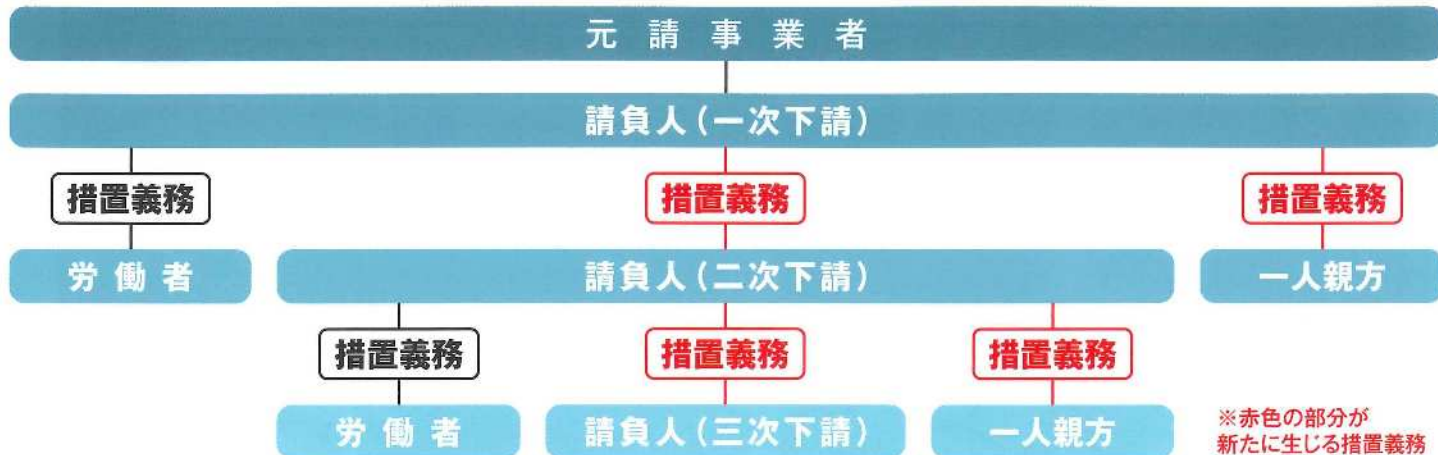 元請事業者
請負人(一次下請)
措置義務
措置義務
措置義務
労働者
請負人(二次下請)
一人親方
措置義務
措置義務
措置義務
労働者
請負人(三次下請)
一人親方
※赤色の部分が
新たに生じる措置義務